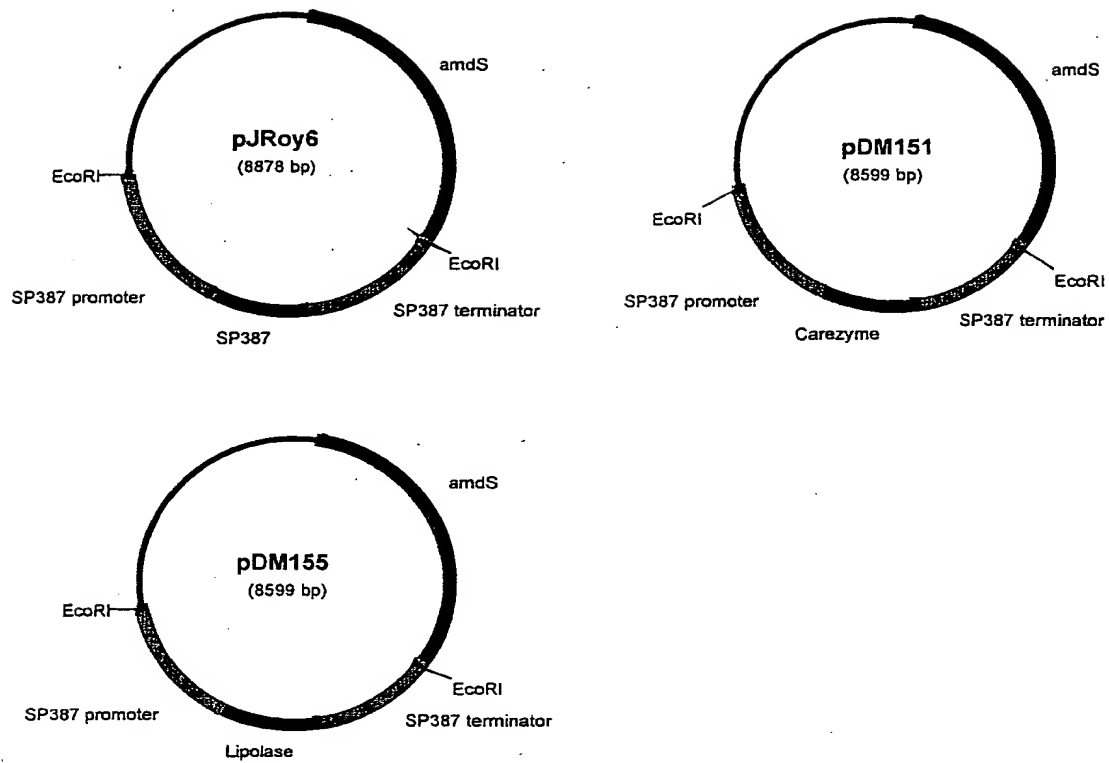 amdS
pJRoy6
(8878 bp)
EcoRI
EcoRI
SP387 promoter
SP387 terminator
SP387
amdS
pDM151
(8599 bp)
EcoRI
EcoRI
SP387 promoter
SP387 terminator
Carezyme
amdS
pDM155
(8599 bp)
EcoRI
EcoRI
SP387 promoter
SP387 terminator
Lipolase